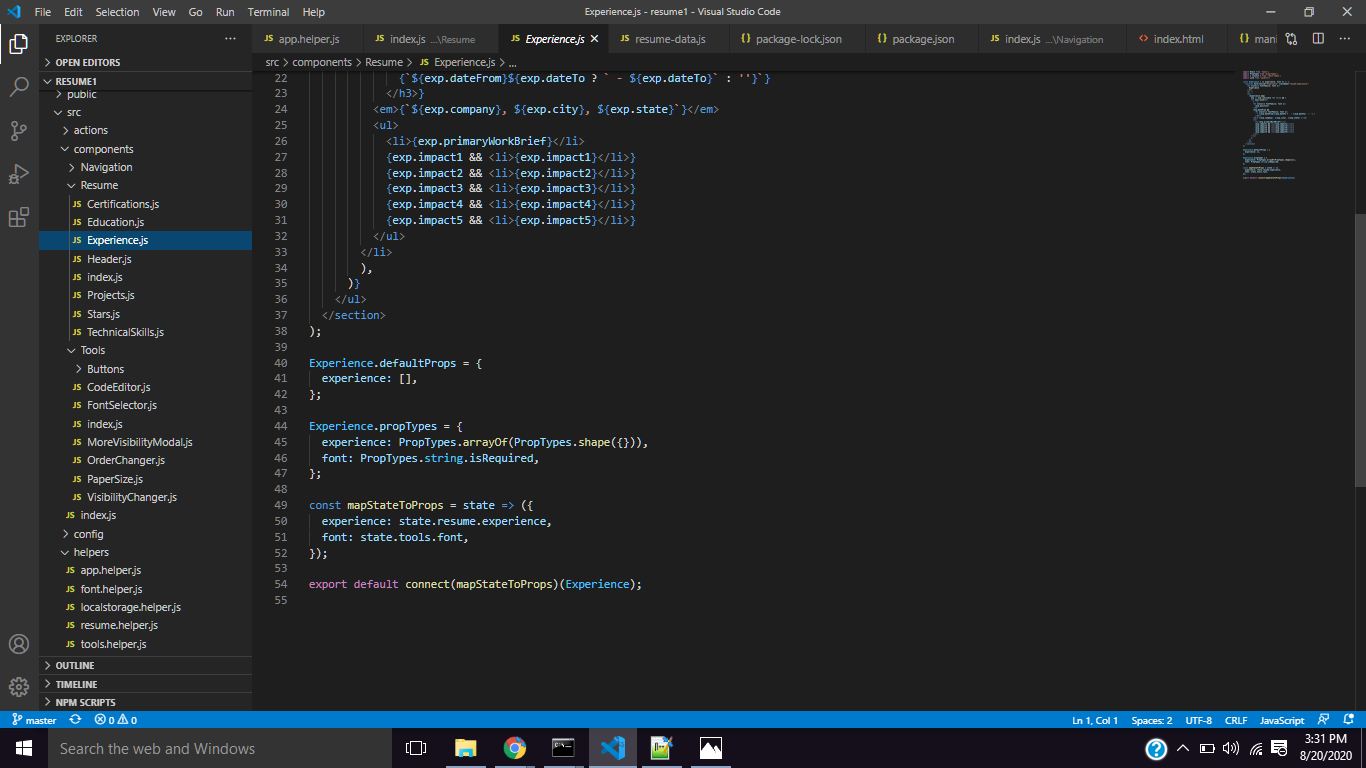 File Edit Selection View Go Run Terminal Help
Experience.js - resume1 - Visual Studio Code
EXPLORER ...
OPEN EDITORS
RESUME1
public
src
JS actions
components
Navigation
Resume
JS Certifications.js
JS Education.js
JS Experience.js
JS Header.js
JS index.js
JS Projects.js
JS Stars.js
JS TechnicalSkills.js
Tools
Buttons
JS CodeEditor.js
JS FontSelector.js
JS index.js
JS MoreVisibilityModal.js
JS OrderChanger.js
JS PaperSize.js
JS VisibilityChanger.js
JS index.js
config
helpers
JS app.helper.js
JS font.helper.js
JS localstorage.helper.js
JS resume.helper.js
JS tools.helper.js
OUTLINE
TIMELINE
NPM SCRIPTS
JS app.helper.js JS index.js ...\Resume JS Experience.js JS resume-data.js {} package-lock.json {} package.json JS index.js ...\Navigation <> index.html {} mani ...
src > components > Resume > JS Experience.js > ...
22 {`${exp.dateFrom}${exp.dateTo ? ` - ${exp.dateTo}` : ''}`}
23 </h3>}
24 <em>{`${exp.company}, ${exp.city}, ${exp.state}`}</em>
25 <ul>
26 <li>{exp.primaryWorkBrief}</li>
27 {exp.impact1 && <li>{exp.impact1}</li>}
28 {exp.impact2 && <li>{exp.impact2}</li>}
29 {exp.impact3 && <li>{exp.impact3}</li>}
30 {exp.impact4 && <li>{exp.impact4}</li>}
31 {exp.impact5 && <li>{exp.impact5}</li>}
32 </ul>
33 </li>
34 ),
35 )}
36 </ul>
37 </section>
38 );
39
40 Experience.defaultProps = {
41 experience: [],
42 };
43
44 Experience.propTypes = {
45 experience: PropTypes.arrayOf(PropTypes.shape({})),
46 font: PropTypes.string.isRequired,
47 };
48
49 const mapStateToProps = state => ({
50 experience: state.resume.experience,
51 font: state.tools.font,
52 });
53
54 export default connect(mapStateToProps)(Experience);
55
master 0 0
Ln 1, Col 1 Spaces: 2 UTF-8 CRLF JavaScript
Search the web and Windows
3:31 PM
8/20/2020